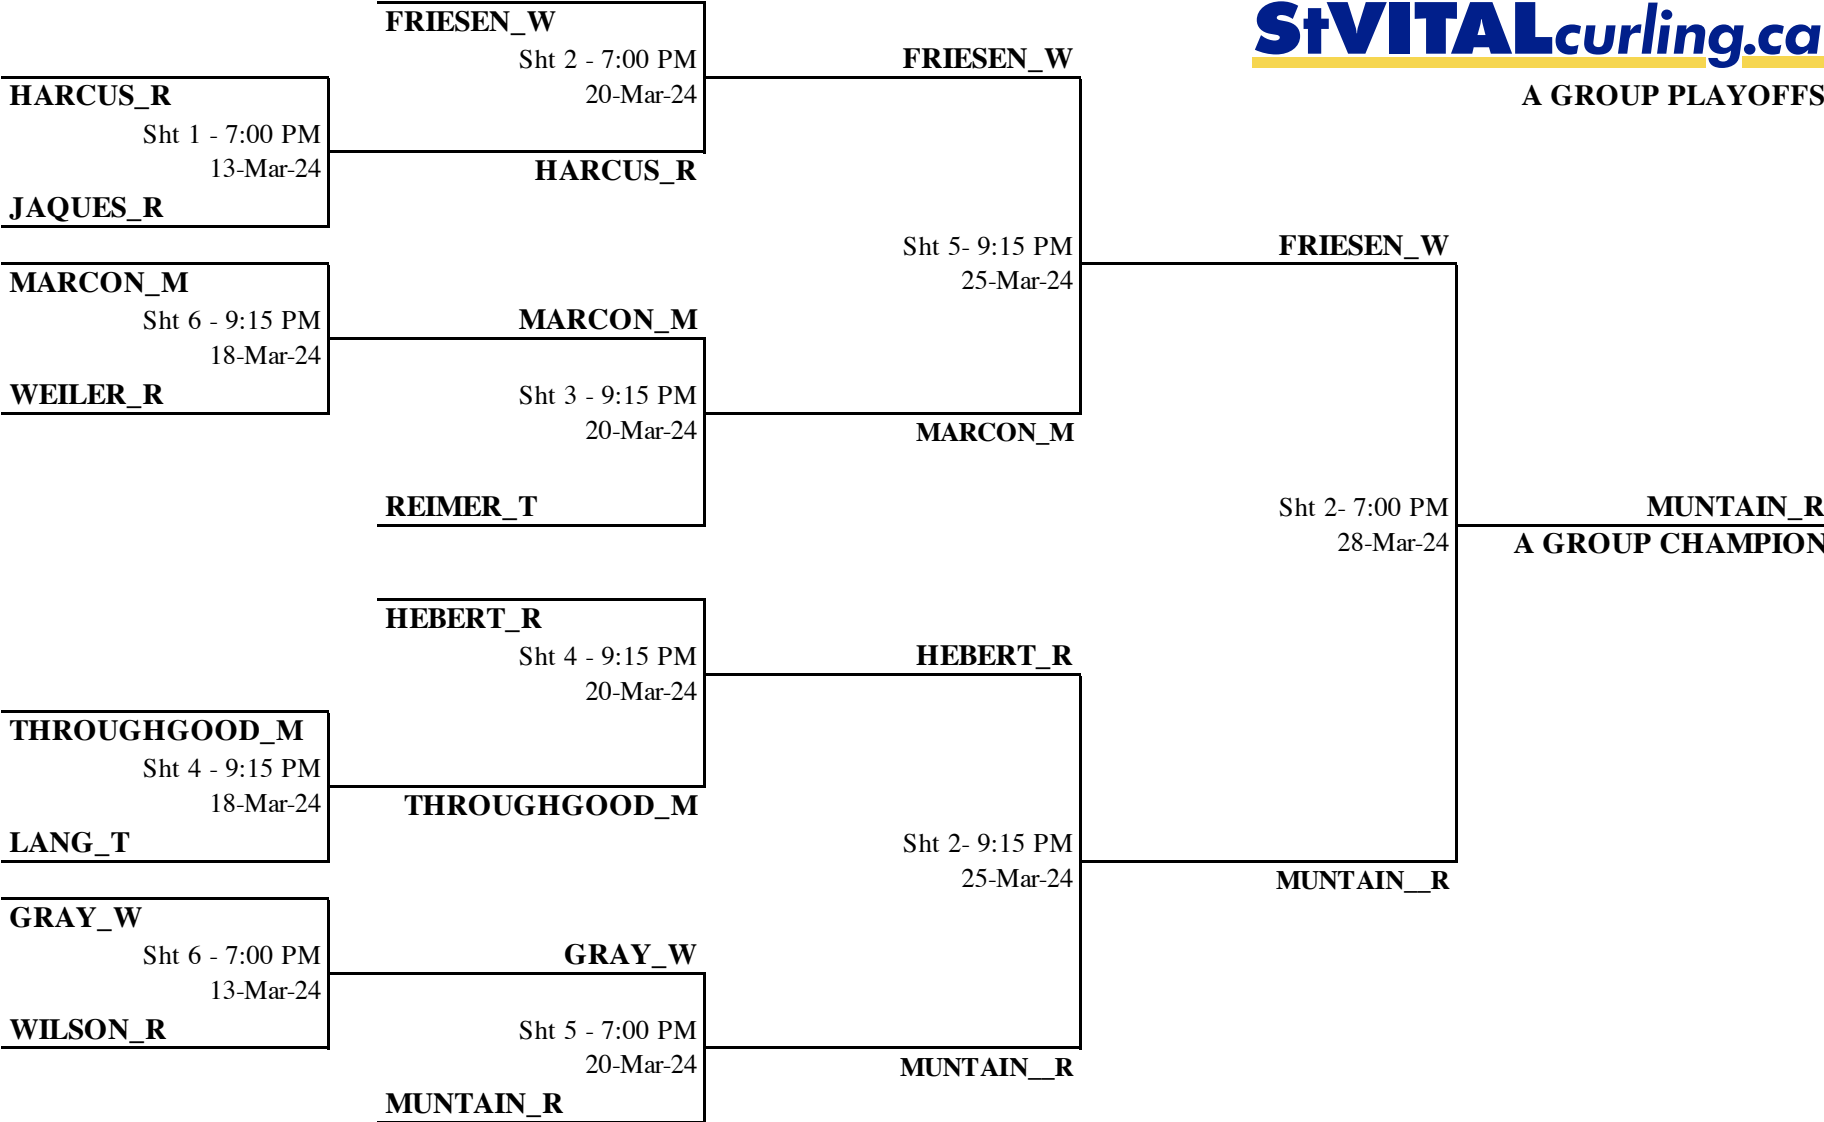 StVITALcurling.ca
A GROUP PLAYOFFS
FRIESEN_W
Sht 2 - 7:00 PM
20-Mar-24
FRIESEN_W
HARCUS_R
Sht 1 - 7:00 PM
13-Mar-24
HARCUS_R
JAQUES_R
Sht 5- 9:15 PM
25-Mar-24
FRIESEN_W
MARCON_M
Sht 6 - 9:15 PM
18-Mar-24
MARCON_M
WEILER_R
Sht 3 - 9:15 PM
20-Mar-24
MARCON_M
REIMER_T
Sht 2- 7:00 PM
28-Mar-24
MUNTAIN_R
A GROUP CHAMPION
HEBERT_R
Sht 4 - 9:15 PM
20-Mar-24
HEBERT_R
THROUGHGOOD_M
Sht 4 - 9:15 PM
18-Mar-24
THROUGHGOOD_M
LANG_T
Sht 2- 9:15 PM
25-Mar-24
MUNTAIN__R
GRAY_W
Sht 6 - 7:00 PM
13-Mar-24
GRAY_W
WILSON_R
Sht 5 - 7:00 PM
20-Mar-24
MUNTAIN__R
MUNTAIN_R